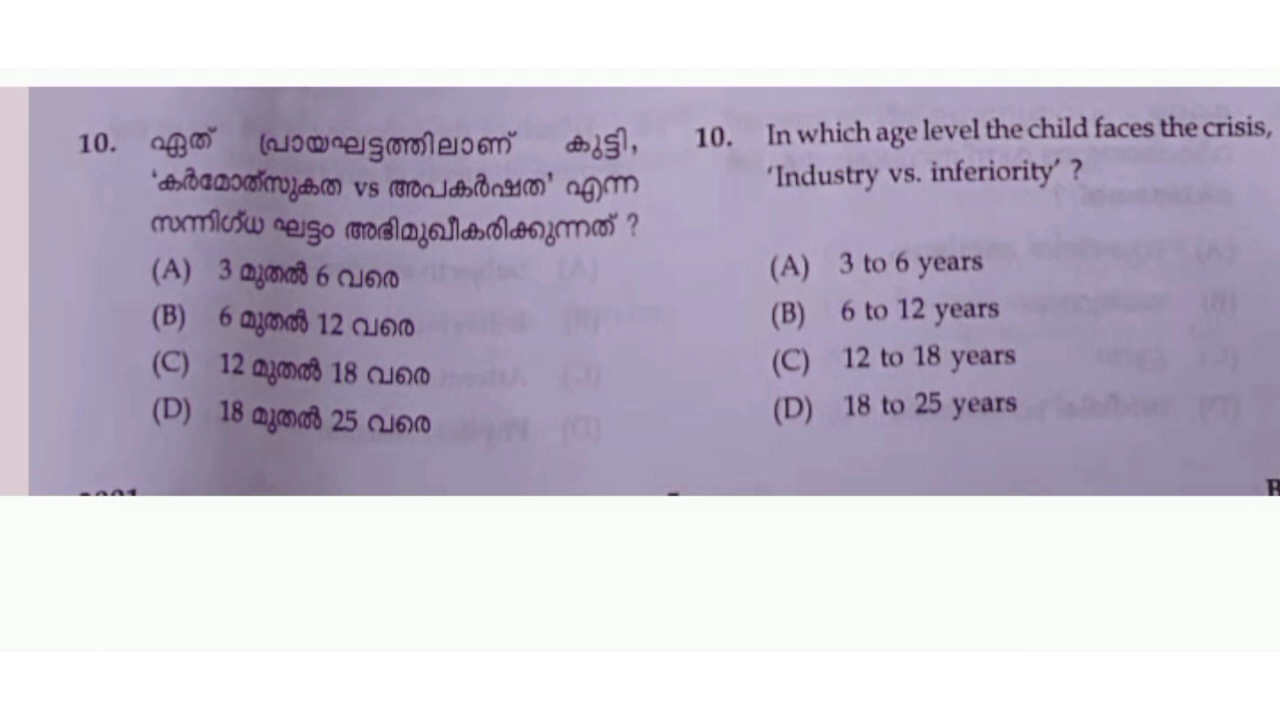 10. ഏത് പ്രായഘട്ടത്തിലാണ് കുട്ടി,
‘കർമോത്സുകത vs അപകർഷത’ എന്ന
സന്നിഗ്ധ ഘട്ടം അഭിമുഖീകരിക്കുന്നത് ?
(A) 3 മുതൽ 6 വരെ
(B) 6 മുതൽ 12 വരെ
(C) 12 മുതൽ 18 വരെ
(D) 18 മുതൽ 25 വരെ
10. In which age level the child faces the crisis,
‘Industry vs. inferiority’ ?
(A) 3 to 6 years
(B) 6 to 12 years
(C) 12 to 18 years
(D) 18 to 25 years